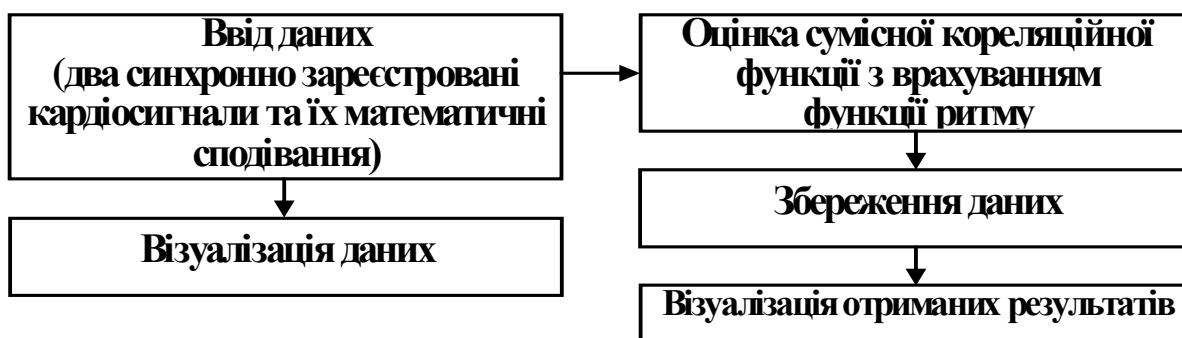 Ввід даних
(два синхронно зареєстровані
кардіосигнали та їх математичні
сподівання)
Візуалізація даних
Оцінка сумісної кореляційної
функції з врахуванням
функції ритму
Збереження даних
Візуалізація отриманих результатів